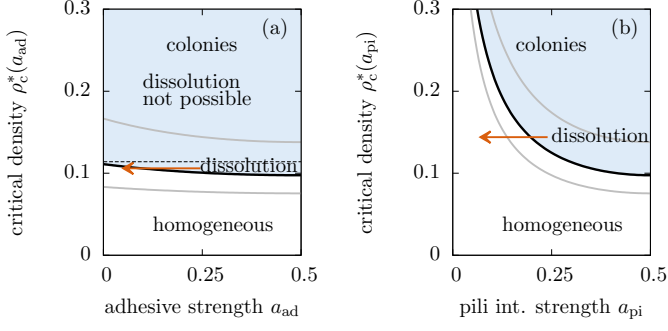 (a)
colonies
dissolution
not possible
dissolution
homogeneous
0.3
0.2
0.1
0
0
0.25
0.5
critical density ρ*c(aad)
adhesive strength aad
(b)
colonies
dissolution
homogeneous
0.3
0.2
0.1
0
0
0.25
0.5
critical density ρ*c(api)
pili int. strength api